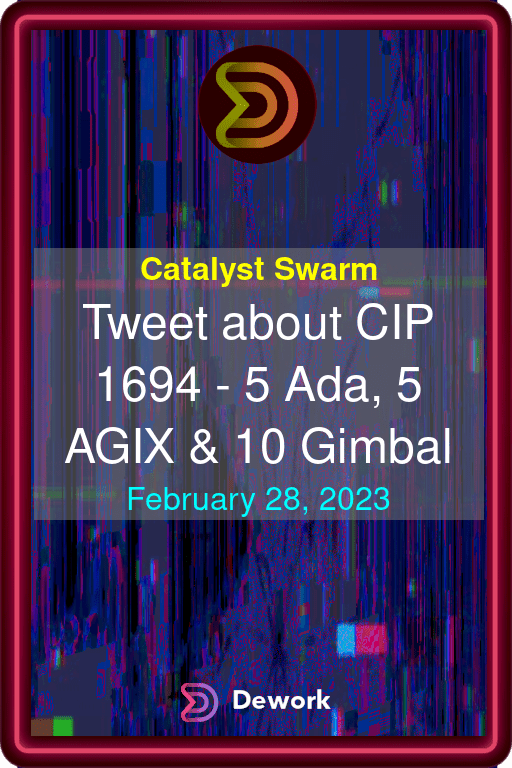 Catalyst Swarm
Tweet about CIP
1694 - 5 Ada, 5
AGIX & 10 Gimbal
February 28, 2023
Dework